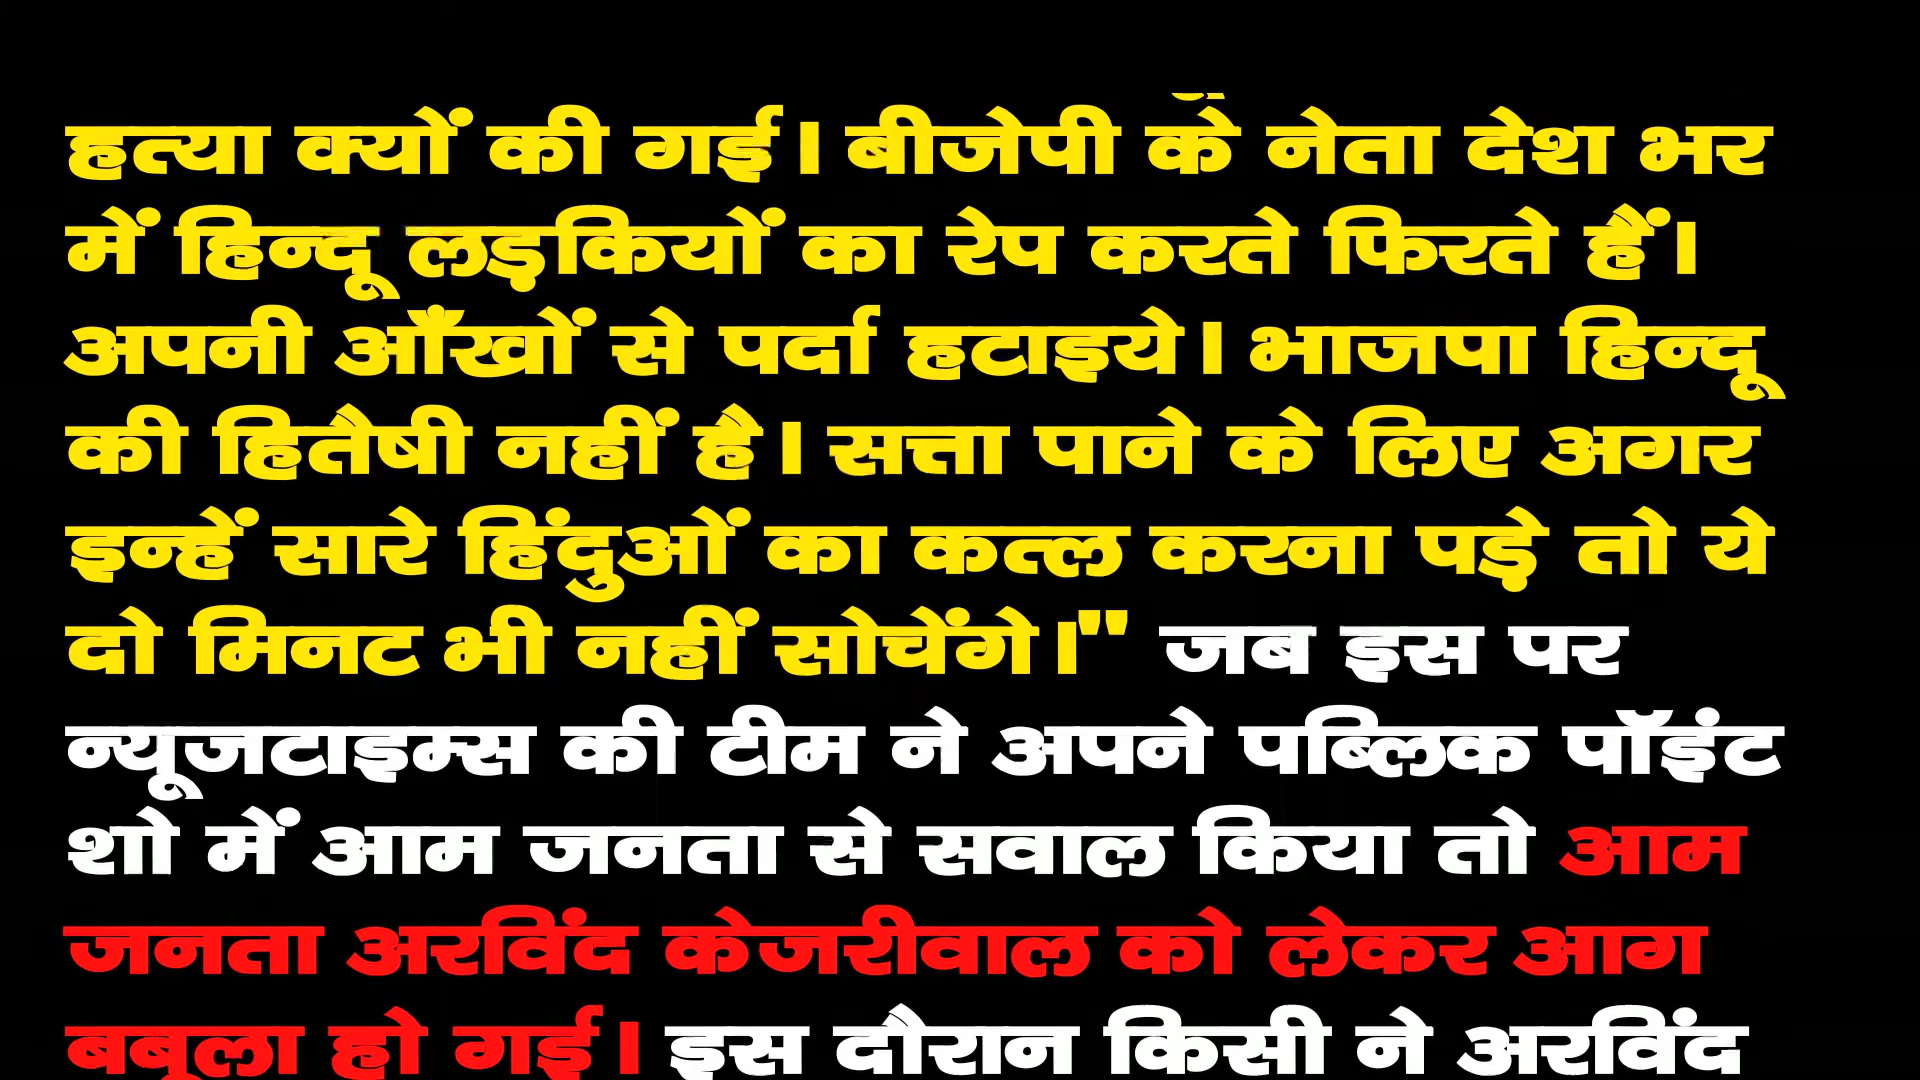 हत्या क्यों की गई। बीजेपी के नेता देश भर
में हिन्दू लड़कियों का रेप करते फिरते हैं।
अपनी आँखों से पर्दा हटाइये। भाजपा हिन्दू
की हितैषी नहीं है। सत्ता पाने के लिए अगर
इन्हें सारे हिंदुओं का कत्ल करना पड़े तो ये
दो मिनट भी नहीं सोचेंगे।" जब इस पर
न्यूजटाइम्स की टीम ने अपने पब्लिक पॉइंट
शो में आम जनता से सवाल किया तो आम
जनता अरविंद केजरीवाल को लेकर आग
बबूला हो गई। इस दौरान किसी ने अरविंद